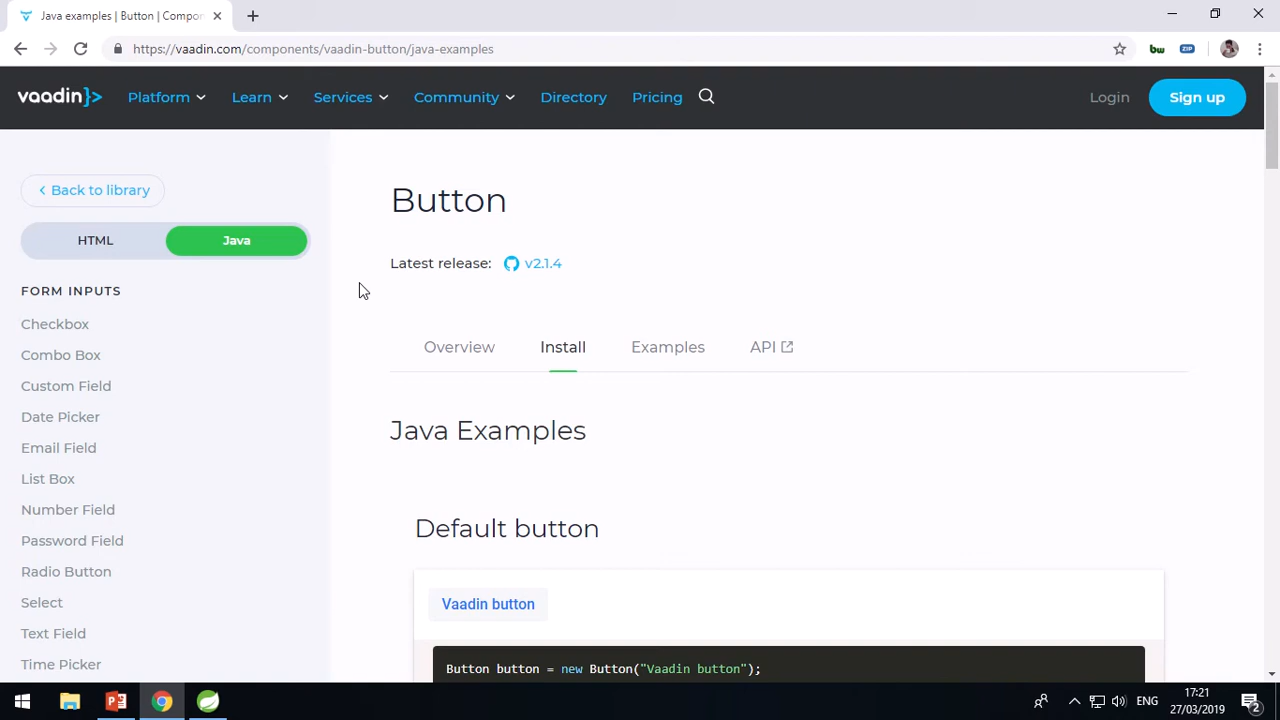 Java examples | Button | Compor
https://vaadin.com/components/vaadin-button/java-examples
bw
ZIP
vaadin}>
Platform
Learn
Services
Community
Directory
Pricing
Login
Sign up
Back to library
HTML
Java
FORM INPUTS
Checkbox
Combo Box
Custom Field
Date Picker
Email Field
List Box
Number Field
Password Field
Radio Button
Select
Text Field
Time Picker
Button
Latest release: v2.1.4
Overview
Install
Examples
API
Java Examples
Default button
Vaadin button
Button button = new Button("Vaadin button");
ENG
17:21
27/03/2019
2